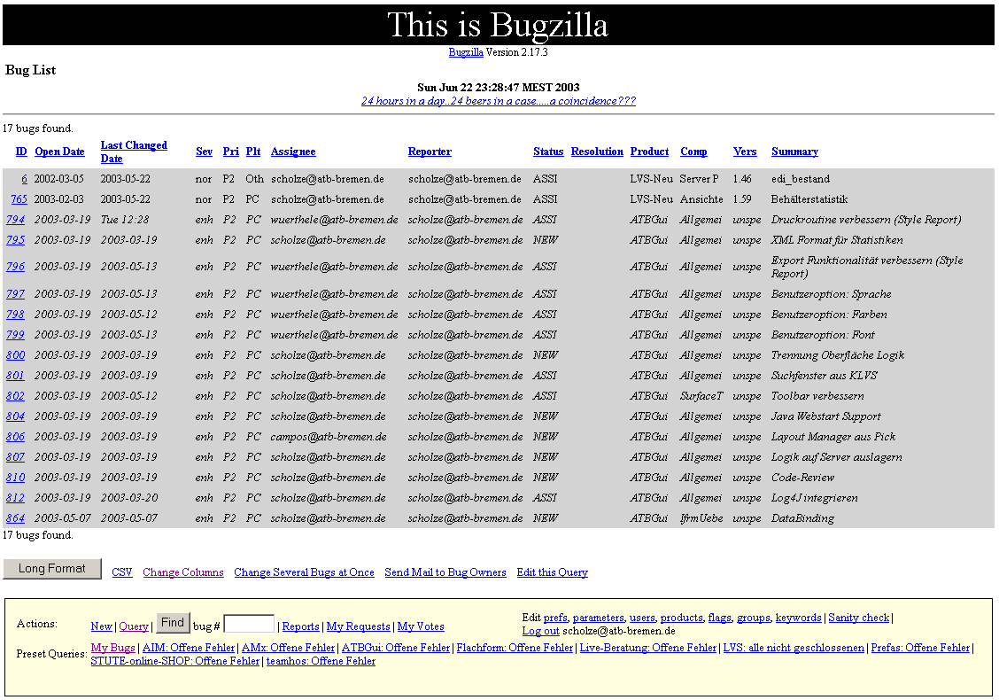 This is Bugzilla
Bugzilla Version 2.17.3
Bug List
Sun Jun 22 23:28:47 MEST 2003
24 hours in a day..24 beers in a case.....a coincidence???
17 bugs found.
ID Open Date Last Changed Date Sev Pri Plt Assignee Reporter Status Resolution Product Comp Vers Summary
6 2002-03-05 2003-05-22 nor P2 Oth scholze@atb-bremen.de scholze@atb-bremen.de ASSI LVS-Neu Server P 1.46 edi_bestand
765 2003-02-03 2003-05-22 nor P2 PC scholze@atb-bremen.de scholze@atb-bremen.de ASSI LVS-Neu Ansichte 1.59 Behälterstatistik
794 2003-03-19 Tue 12:28 enh P2 PC wuerthele@atb-bremen.de scholze@atb-bremen.de ASSI ATBGui Allgemei unspe Druckroutine verbessern (Style Report)
795 2003-03-19 2003-03-19 enh P2 PC scholze@atb-bremen.de scholze@atb-bremen.de NEW ATBGui Allgemei unspe XML Format für Statistiken
796 2003-03-19 2003-05-13 enh P2 PC wuerthele@atb-bremen.de scholze@atb-bremen.de ASSI ATBGui Allgemei unspe Export Funktionalität verbessern (Style Report)
797 2003-03-19 2003-05-13 enh P2 PC wuerthele@atb-bremen.de scholze@atb-bremen.de ASSI ATBGui Allgemei unspe Benutzeroption: Sprache
798 2003-03-19 2003-05-12 enh P2 PC wuerthele@atb-bremen.de scholze@atb-bremen.de ASSI ATBGui Allgemei unspe Benutzeroption: Farben
799 2003-03-19 2003-05-13 enh P2 PC wuerthele@atb-bremen.de scholze@atb-bremen.de ASSI ATBGui Allgemei unspe Benutzeroption: Font
800 2003-03-19 2003-03-19 enh P2 PC scholze@atb-bremen.de scholze@atb-bremen.de NEW ATBGui Allgemei unspe Trennung Oberfläche Logik
801 2003-03-19 2003-03-19 enh P2 PC scholze@atb-bremen.de scholze@atb-bremen.de ASSI ATBGui Allgemei unspe Suchfenster aus KLVS
802 2003-03-19 2003-05-12 enh P2 PC scholze@atb-bremen.de scholze@atb-bremen.de ASSI ATBGui SurfaceT unspe Toolbar verbessern
804 2003-03-19 2003-03-19 enh P2 PC scholze@atb-bremen.de scholze@atb-bremen.de NEW ATBGui Allgemei unspe Java Webstart Support
806 2003-03-19 2003-03-19 enh P2 PC campos@atb-bremen.de scholze@atb-bremen.de NEW ATBGui Allgemei unspe Layout Manager aus Pick
807 2003-03-19 2003-03-19 enh P2 PC scholze@atb-bremen.de scholze@atb-bremen.de NEW ATBGui Allgemei unspe Logik auf Server auslagern
810 2003-03-19 2003-03-19 enh P2 PC scholze@atb-bremen.de scholze@atb-bremen.de NEW ATBGui Allgemei unspe Code-Review
812 2003-03-19 2003-03-20 enh P2 PC scholze@atb-bremen.de scholze@atb-bremen.de ASSI ATBGui Allgemei unspe Log4J integrieren
864 2003-05-07 2003-05-07 enh P2 PC scholze@atb-bremen.de scholze@atb-bremen.de NEW ATBGui IfrmUebe unspe DataBinding
17 bugs found.
Long Format CSV Change Columns Change Several Bugs at Once Send Mail to Bug Owners Edit this Query
Actions: New | Query | Find bug # | Reports | My Requests | My Votes
Edit prefs, parameters, users, products, flags, groups, keywords | Sanity check |
Log out scholze@atb-bremen.de
Preset Queries: My Bugs | AIM: Offene Fehler | AMx: Offene Fehler | ATBGui: Offene Fehler | Flachform: Offene Fehler | Live-Beratung: Offene Fehler | LVS: alle nicht geschlossenen | Prefas: Offene Fehler |
STUTE-online-SHOP: Offene Fehler | teamhos: Offene Fehler